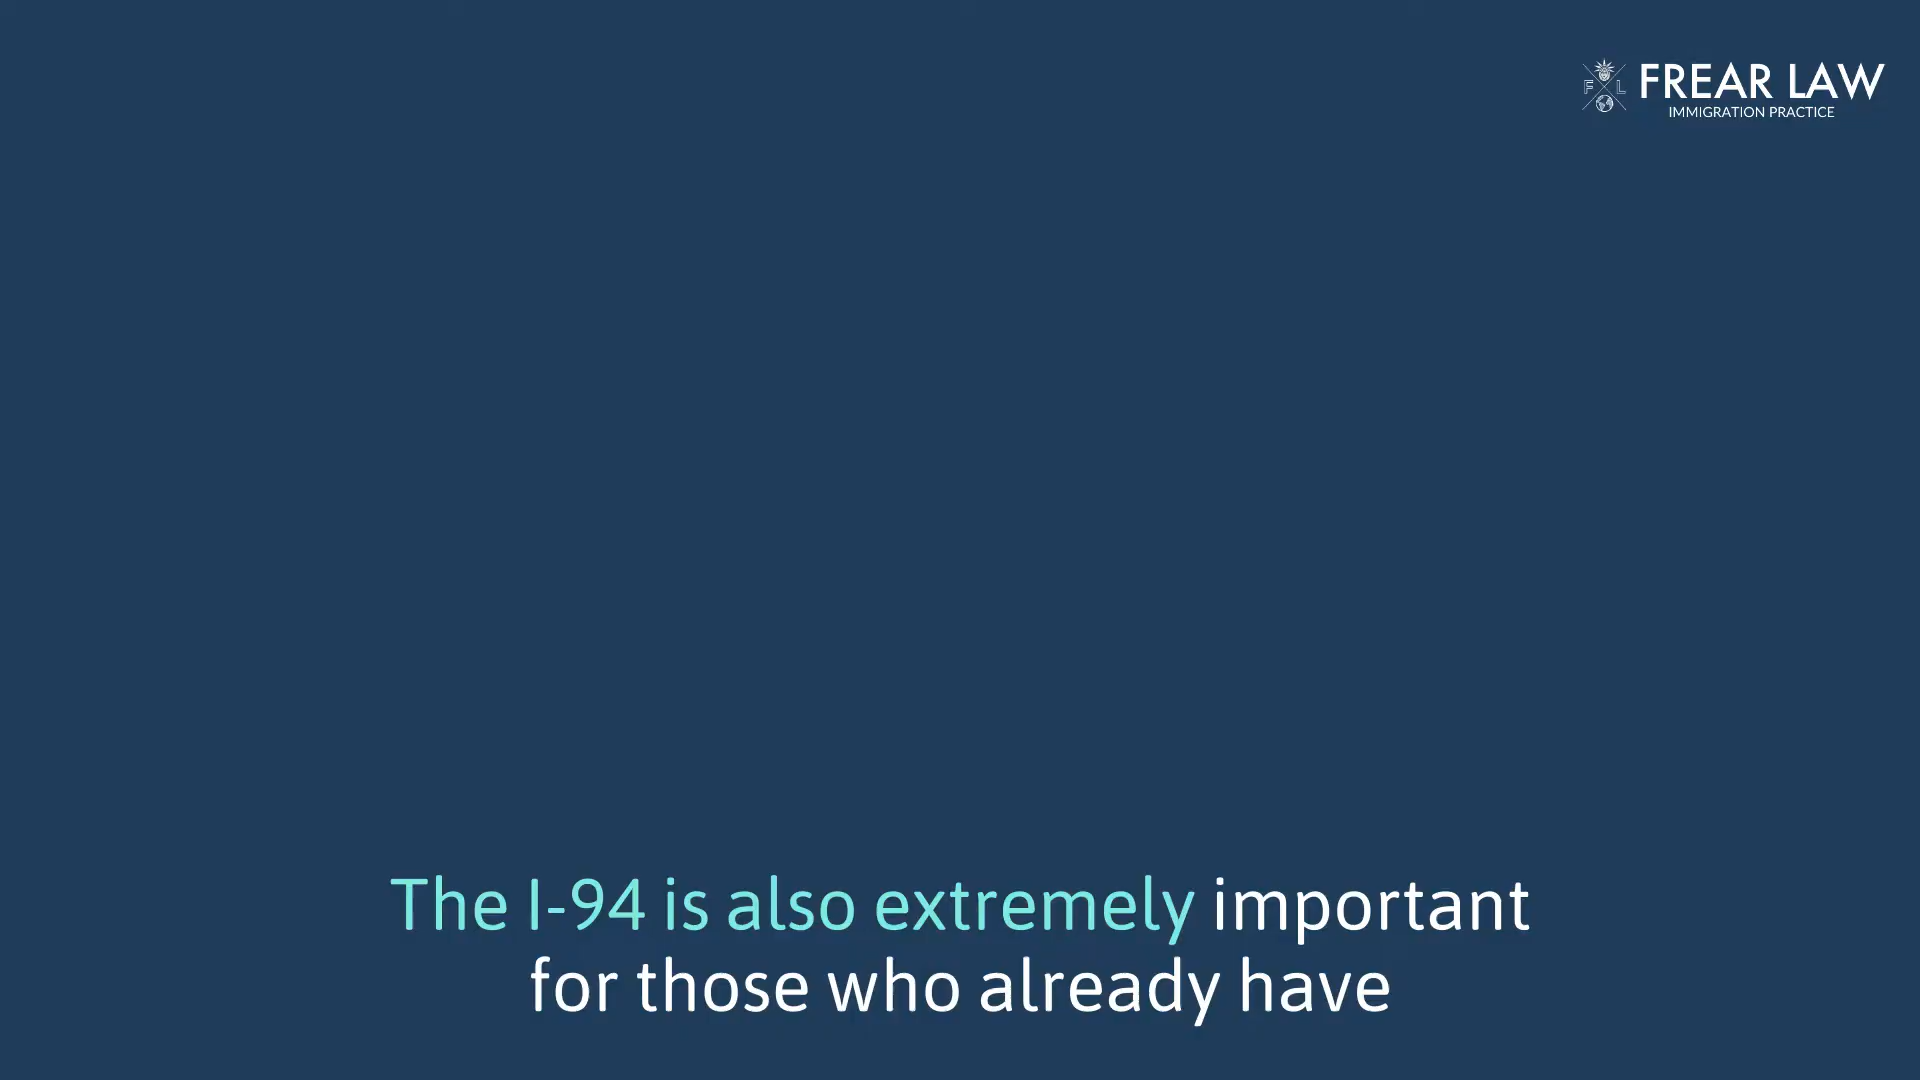 F L
FREAR LAW
IMMIGRATION PRACTICE
The I-94 is also extremely important
for those who already have